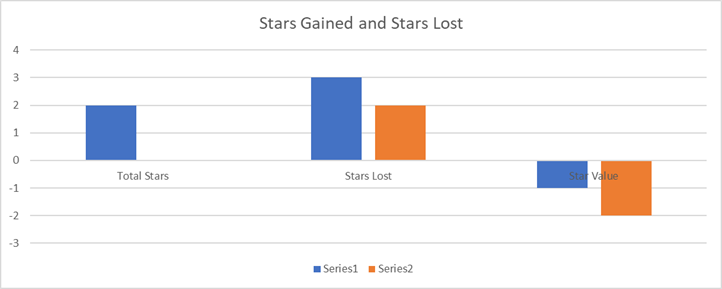 Stars Gained and Stars Lost
4
3
2
1
0
-1
-2
-3
Total Stars
Stars Lost
Star Value
Series1
Series2